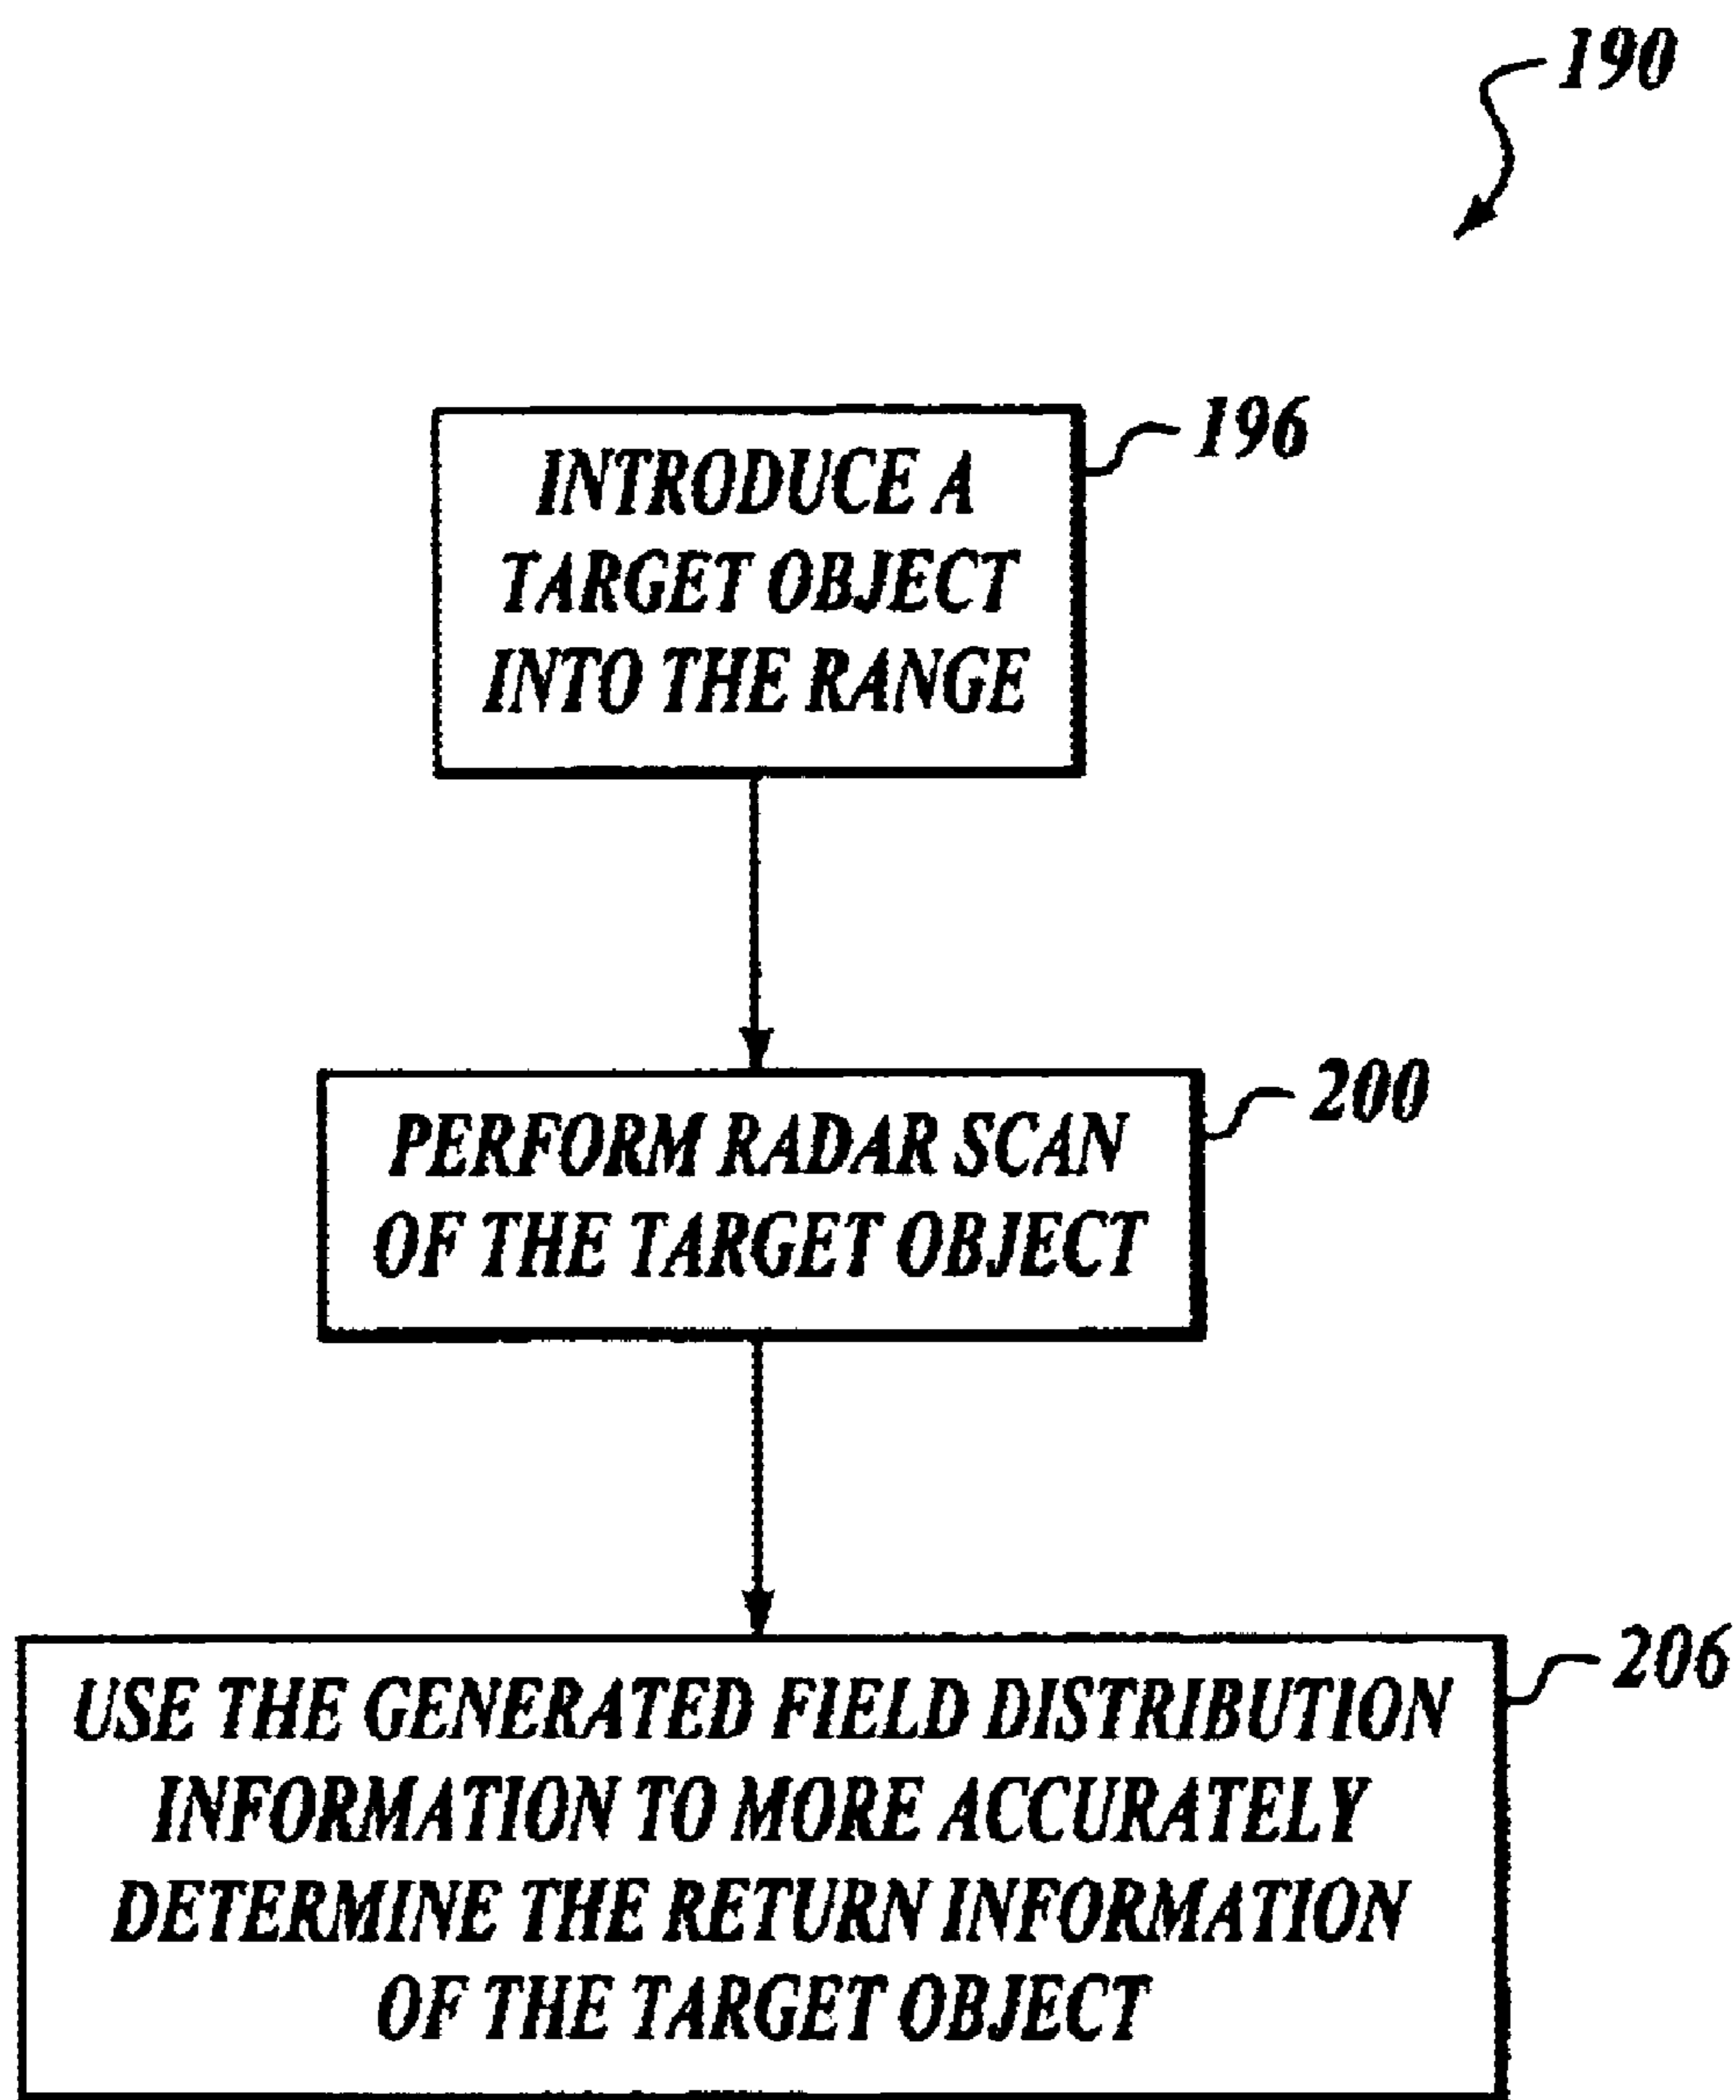 190
196
INTRODUCE A
TARGET OBJECT
INTO THE RANGE
200
PERFORM RADAR SCAN
OF THE TARGET OBJECT
206
USE THE GENERATED FIELD DISTRIBUTION
INFORMATION TO MORE ACCURATELY
DETERMINE THE RETURN INFORMATION
OF THE TARGET OBJECT